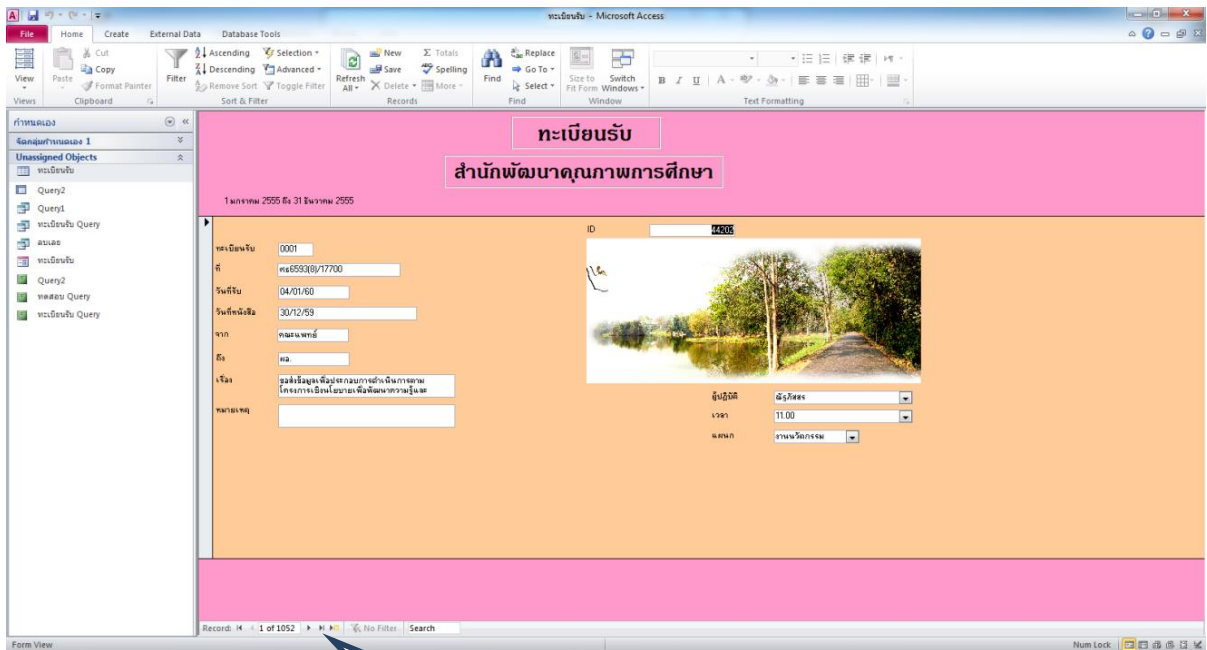 ทะเบียนรับ - Microsoft Access
File Home Create External Data Database Tools
View
Views
Paste
Cut
Copy
Format Painter
Clipboard
Filter
Ascending
Descending
Remove Sort
Selection
Advanced
Toggle Filter
Sort & Filter
Refresh All
New
Save
Delete
Totals
Spelling
More
Records
Find
Replace
Go To
Select
Find
Size to Fit Form
Switch Windows
Window
B I U A
Text Formatting
กำหนดเอง
จัดกลุ่มกำหนดเอง 1
Unassigned Objects
ทะเบียนรับ
Query2
Query1
ทะเบียนรับ Query
ทะเบียนรับ
Query2
ทดสอบ Query
ทะเบียนรับ Query
ทะเบียนรับ
สำนักพัฒนาคุณภาพการศึกษา
1 มกราคม 2555 ถึง 31 ธันวาคม 2555
ID 44203
ทะเบียนรับ 0001
ที่ ศธ6593(8)/17700
วันที่รับ 04/01/60
วันที่หนังสือ 30/12/59
จาก คณะแพทย์
ถึง ผอ.
เรื่อง ขอส่งข้อมูลเพื่อประกอบการดำเนินการตาม
โครงการเชิงนโยบายเพื่อพัฒนาความรู้และ
หมายเหตุ
ผู้ปฏิบัติ ณัฐภัสสร
เวลา 11.00
แผนก งานนวัตกรรม
Record: 1 of 1052 No Filter Search
Form View Num Lock